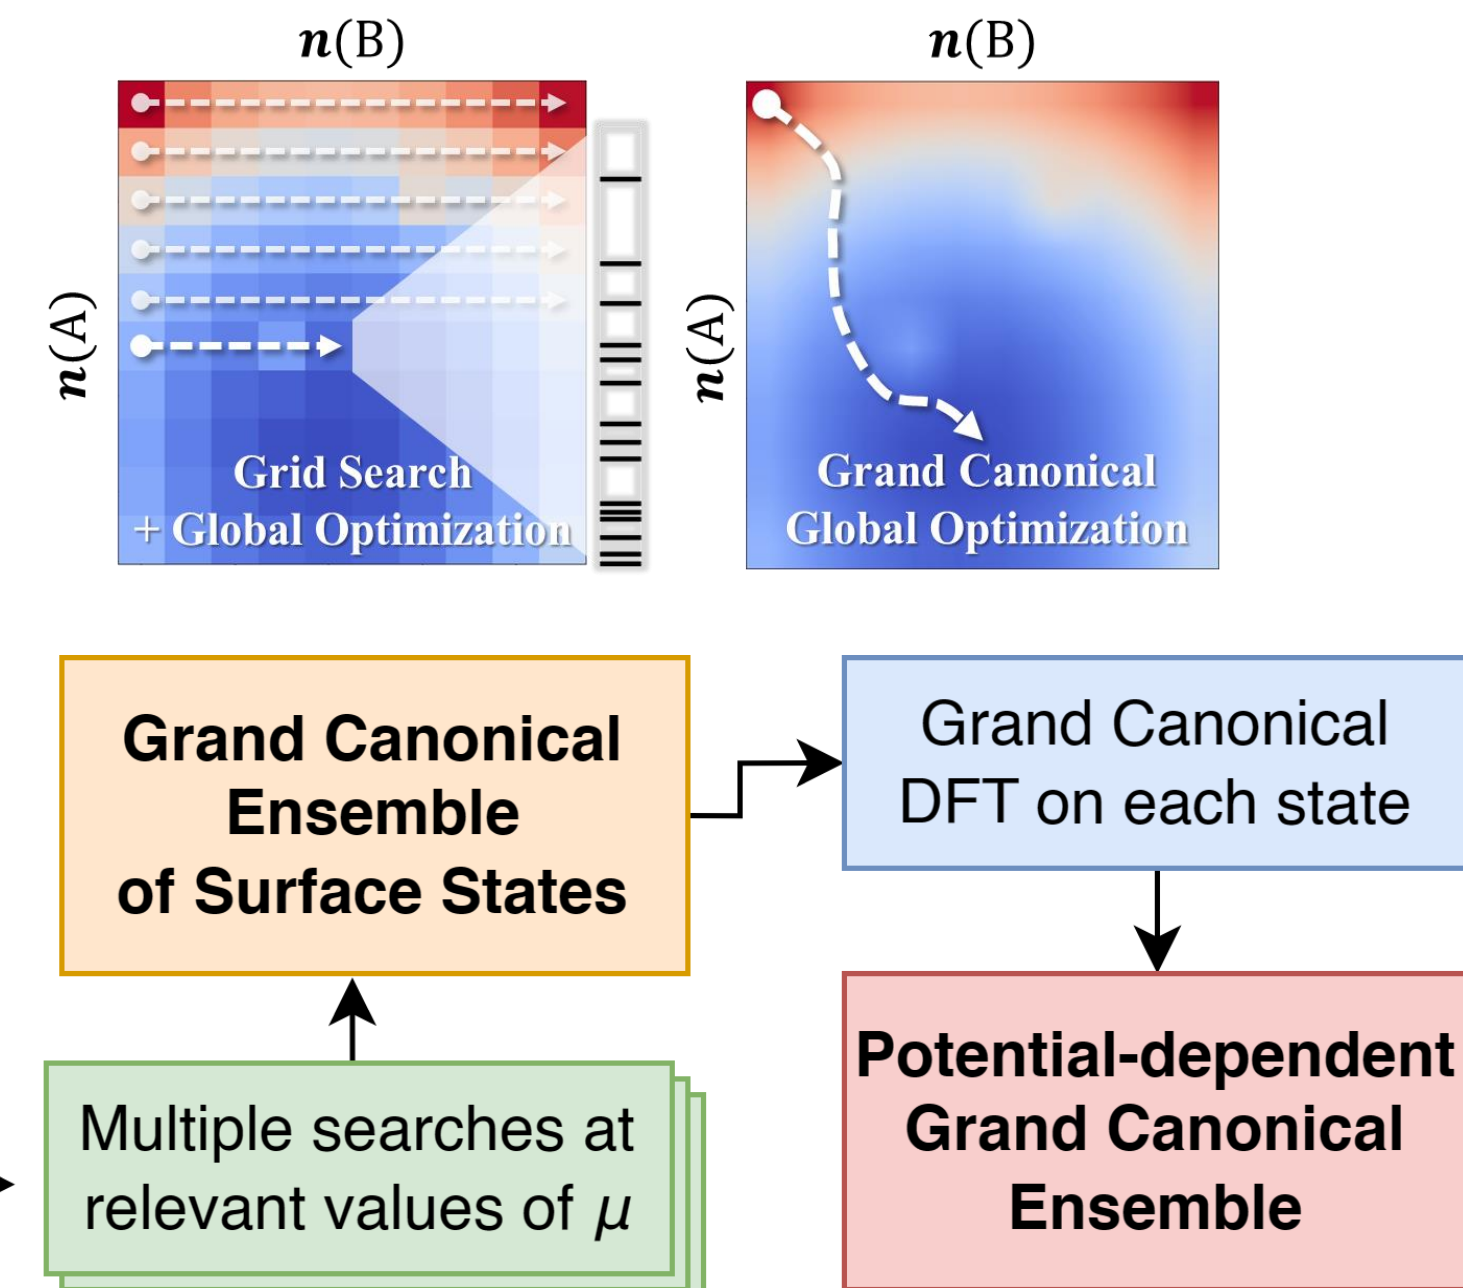 n(B)
n(B)
n(A)
n(A)
Grid Search
+ Global Optimization
Grand Canonical
Global Optimization
Grand Canonical
Ensemble
of Surface States
Grand Canonical
DFT on each state
Multiple searches at
relevant values of μ
Potential-dependent
Grand Canonical
Ensemble